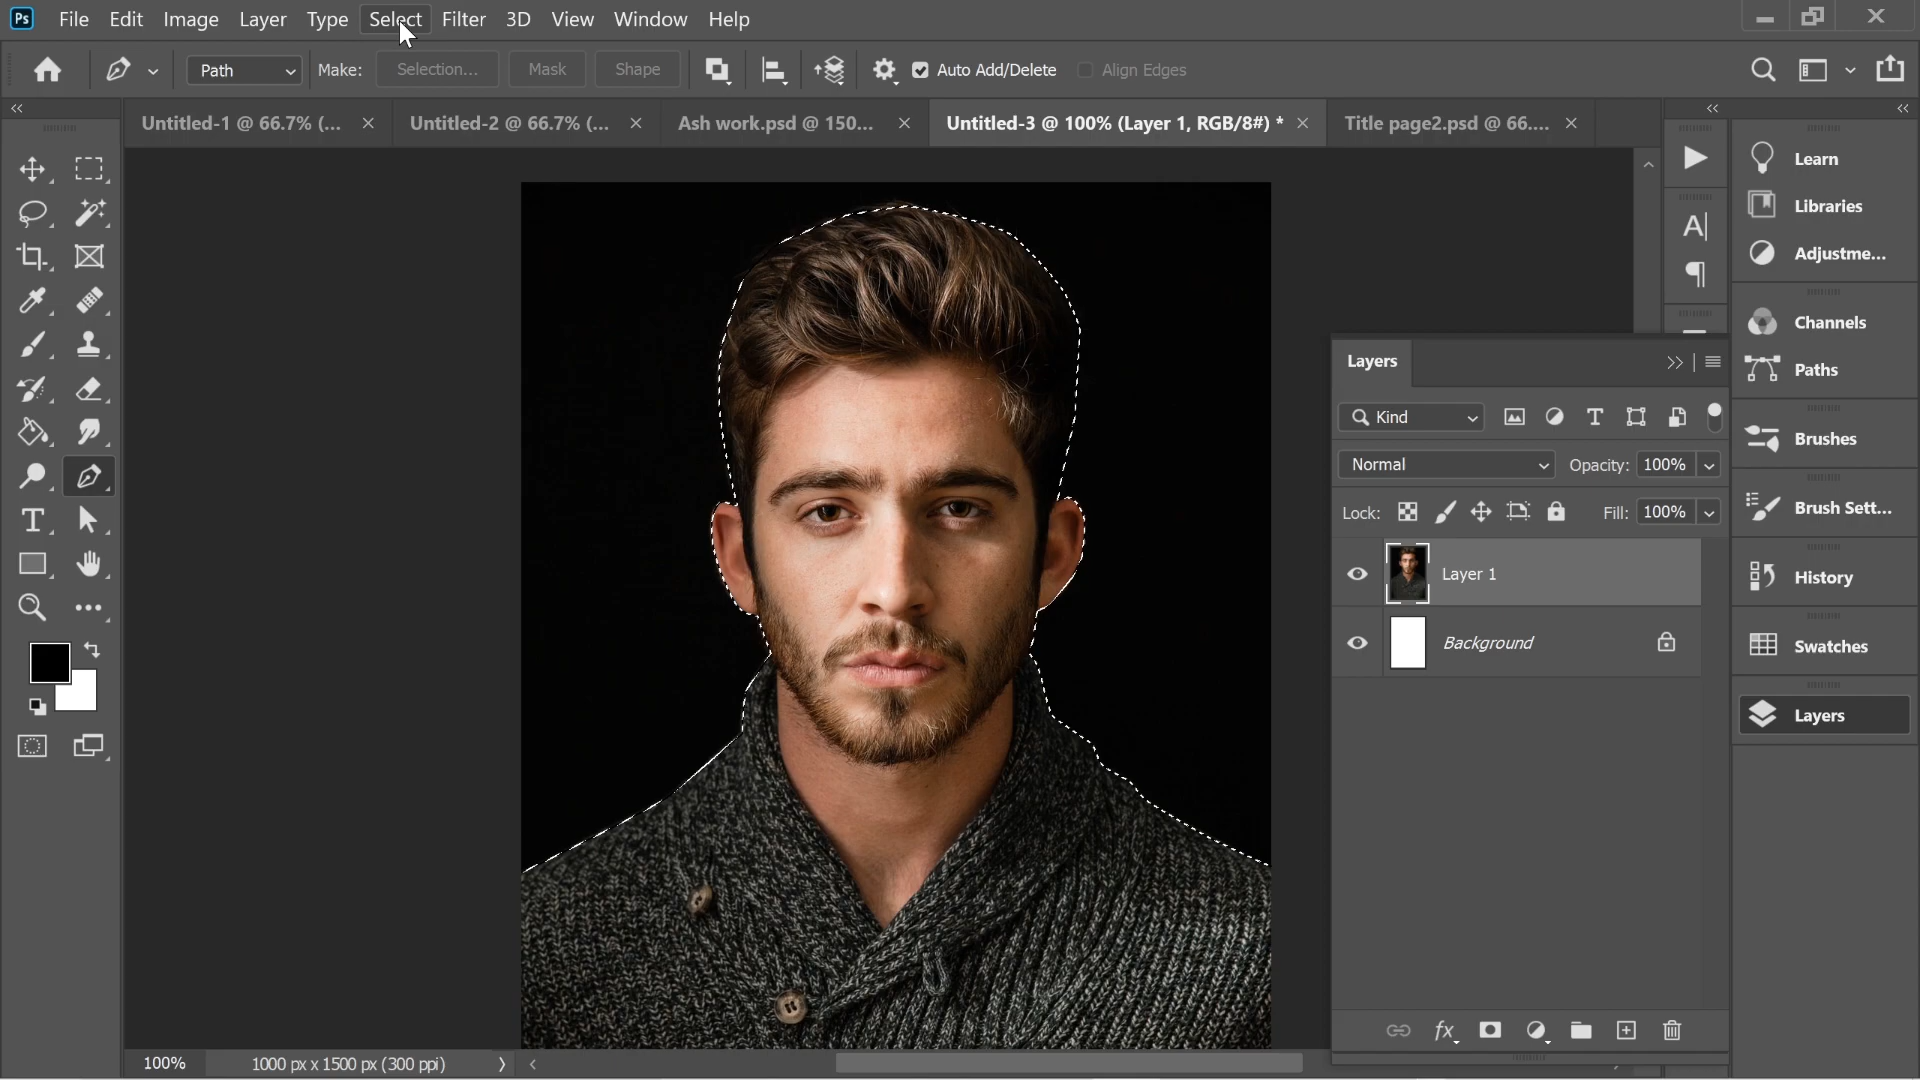 Ps File Edit Image Layer Type Select Filter 3D View Window Help
Path Make: Selection... Mask Shape Auto Add/Delete Align Edges
Untitled-1 @ 66.7% (... × Untitled-2 @ 66.7% (... × Ash work.psd @ 150... × Untitled-3 @ 100% (Layer 1, RGB/8#) * × Title page2.psd @ 66.... ×
Learn
Libraries
Adjustme...
Channels
Paths
Brushes
Brush Sett...
History
Swatches
Layers
Layers
Kind
Normal Opacity: 100%
Lock: Fill: 100%
Layer 1
Background
fx
100% 1000 px x 1500 px (300 ppi)